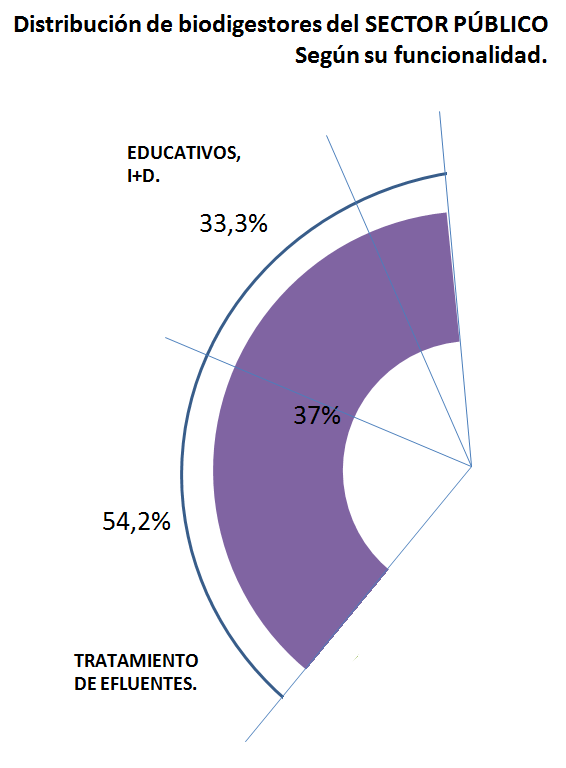 Distribución de biodigestores del SECTOR PÚBLICO
Según su funcionalidad.
EDUCATIVOS,
I+D.
33,3%
37%
54,2%
TRATAMIENTO
DE EFLUENTES.